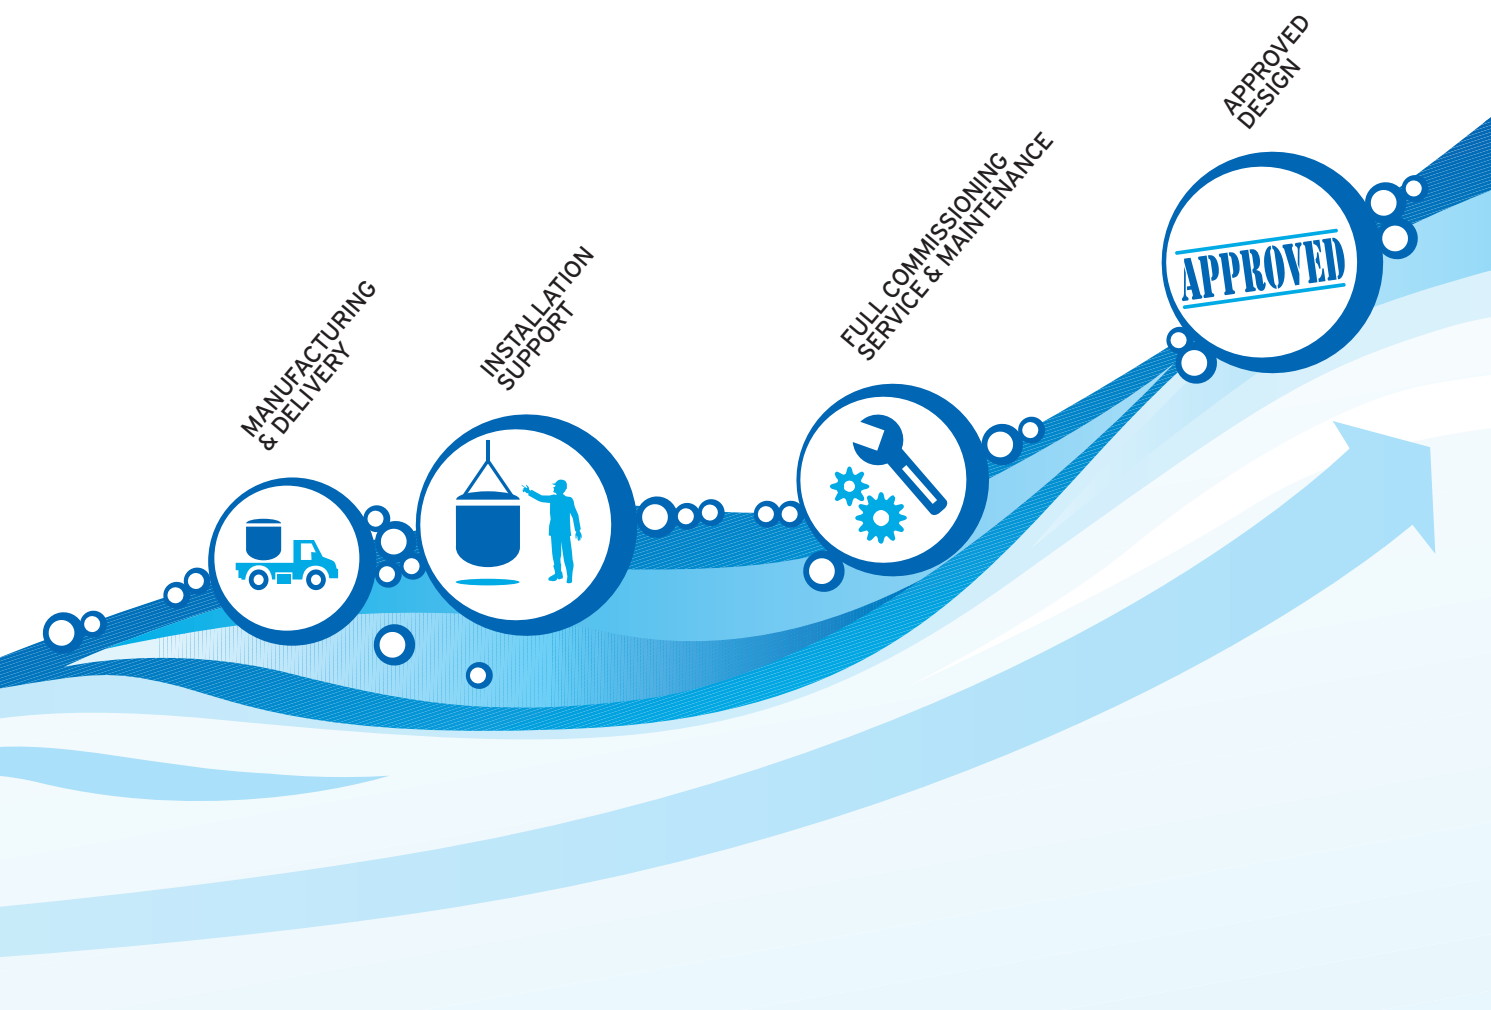 MANUFACTURING
& DELIVERY
INSTALLATION
SUPPORT
FULL COMMISSIONING
SERVICE & MAINTENANCE
APPROVED
DESIGN
APPROVED